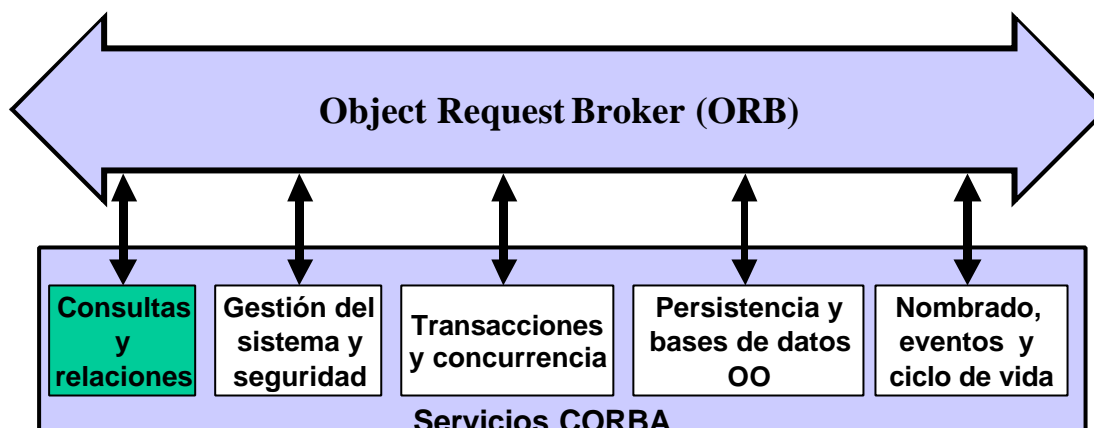 Object Request Broker (ORB)
Consultas
y
relaciones
Gestión del
sistema y
seguridad
Transacciones
y concurrencia
Persistencia y
bases de datos
OO
Nombrado,
eventos y
ciclo de vida
Servicios CORBA